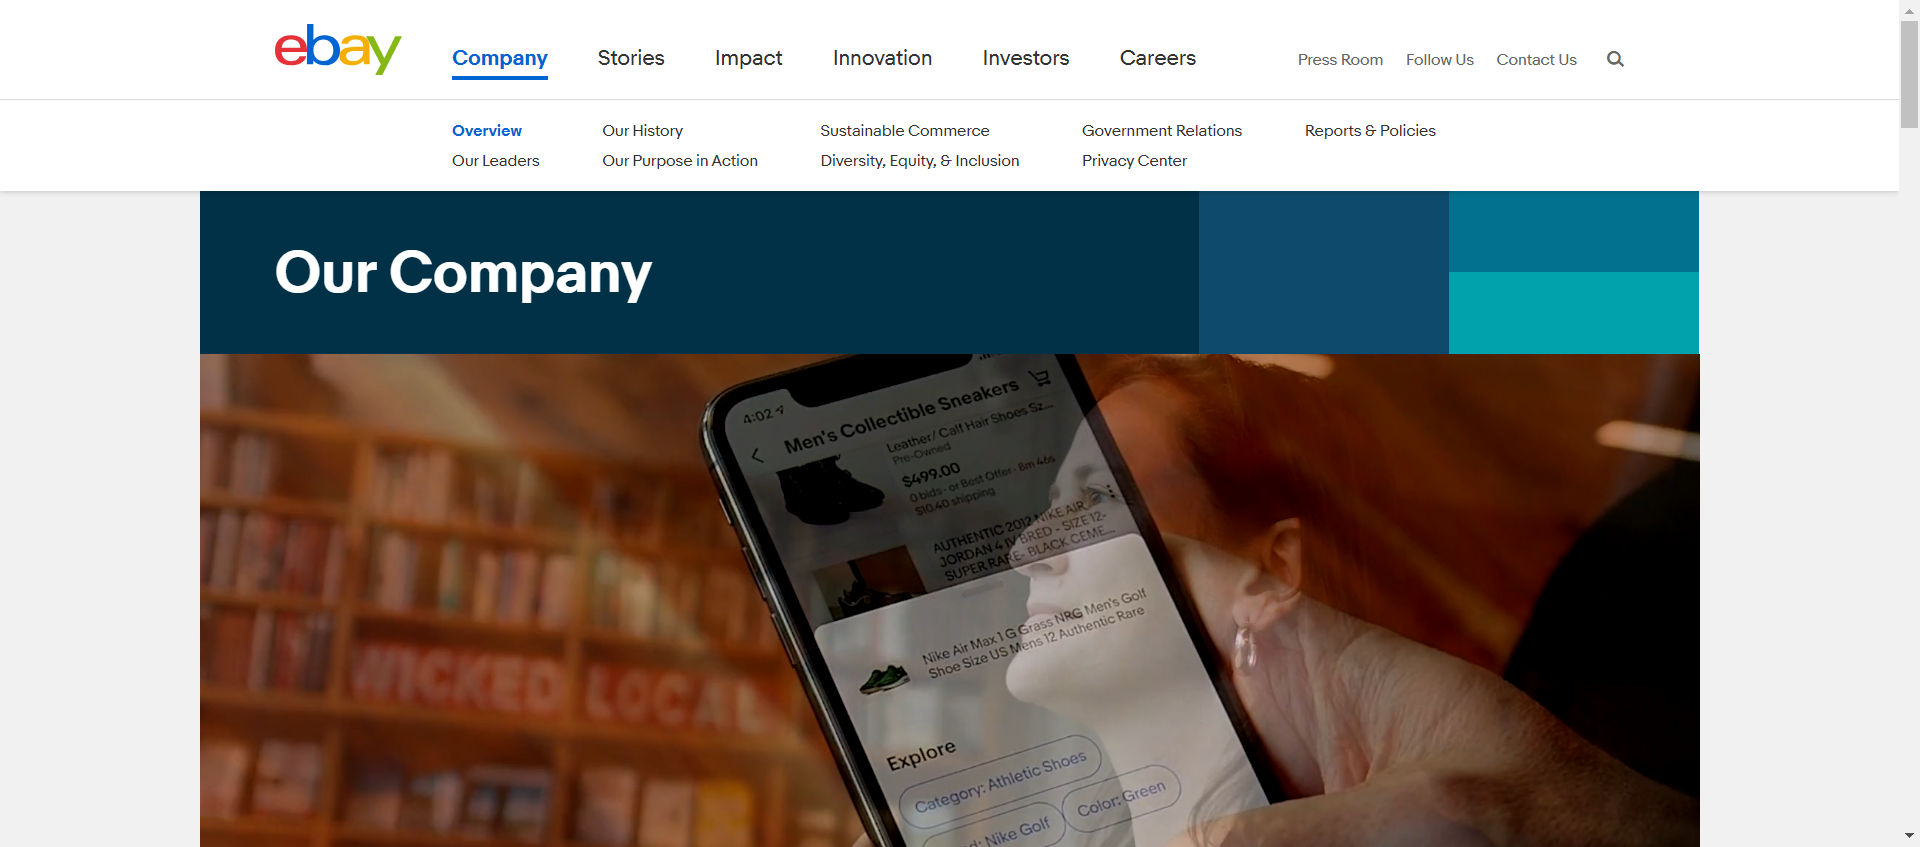 ebay
Company Stories Impact Innovation Investors Careers Press Room Follow Us Contact Us
Overview Our History Sustainable Commerce Government Relations Reports & Policies
Our Leaders Our Purpose in Action Diversity, Equity, & Inclusion Privacy Center
Our Company
4:02
Men's Collectible Sneakers
Leather/ Calf Hair Shoes Sz...
Pre-Owned
$499.00
0 bids · or Best Offer · 8m 46s
$10.40 shipping
AUTHENTIC 2012 NIKE AIR
JORDAN 4 IV BRED - SIZE 12-
SUPER RARE- BLACK CEME...
Nike Air Max 1 G Grass NRG Men's Golf
Shoe Size US Mens 12 Authentic Rare
WICKED LOCAL
Explore
Category: Athletic Shoes
Color: Green
Nike Golf